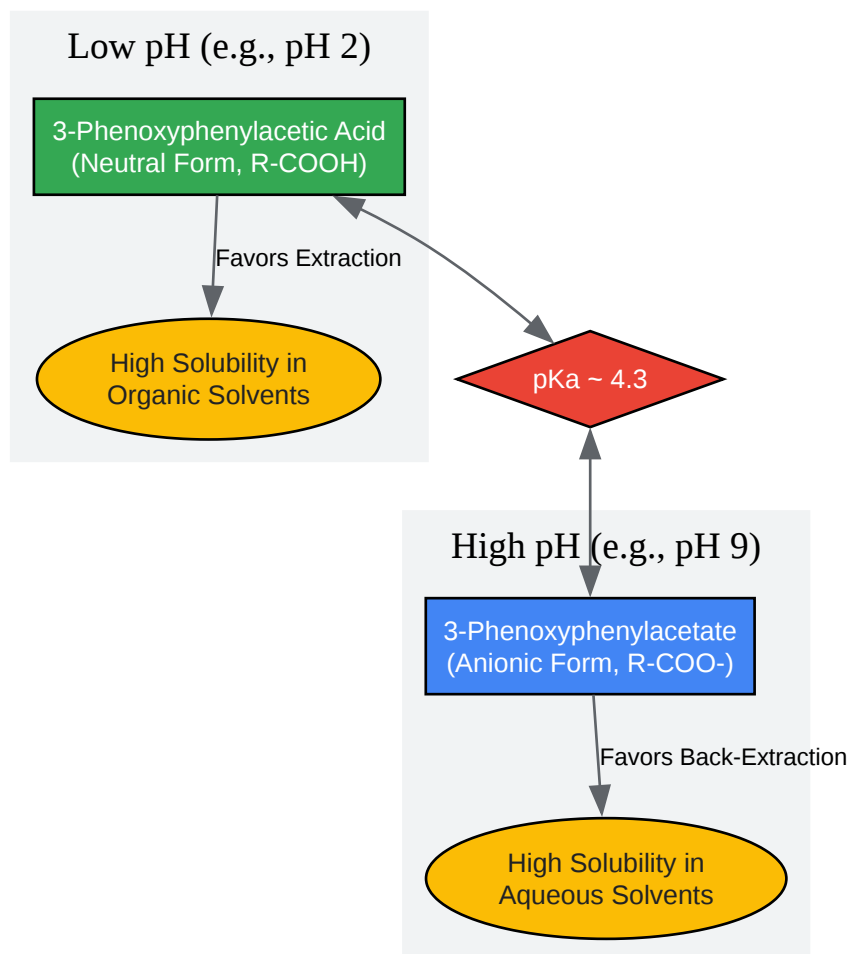 Low pH (e.g., pH 2)
3-Phenoxyphenylacetic Acid
(Neutral Form, R-COOH)
Favors Extraction
High Solubility in
Organic Solvents
pKa ~ 4.3
High pH (e.g., pH 9)
3-Phenoxyphenylacetate
(Anionic Form, R-COO-)
Favors Back-Extraction
High Solubility in
Aqueous Solvents